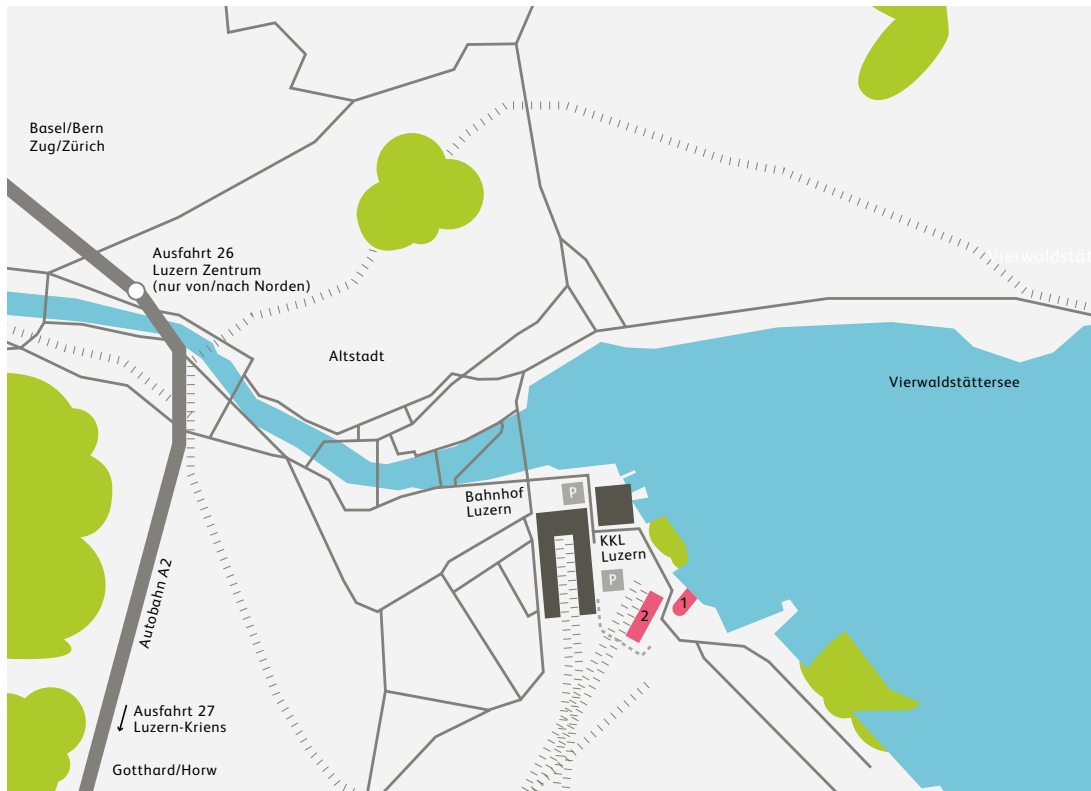 Basel/Bern
Zug/Zürich
Ausfahrt 26
Luzern Zentrum
(nur von/nach Norden)
Vierwaldstät
Altstadt
Vierwaldstättersee
Bahnhof
Luzern
P
KKL
Luzern
P
1
2
Autobahn A2
Ausfahrt 27
Luzern-Kriens
Gotthard/Horw